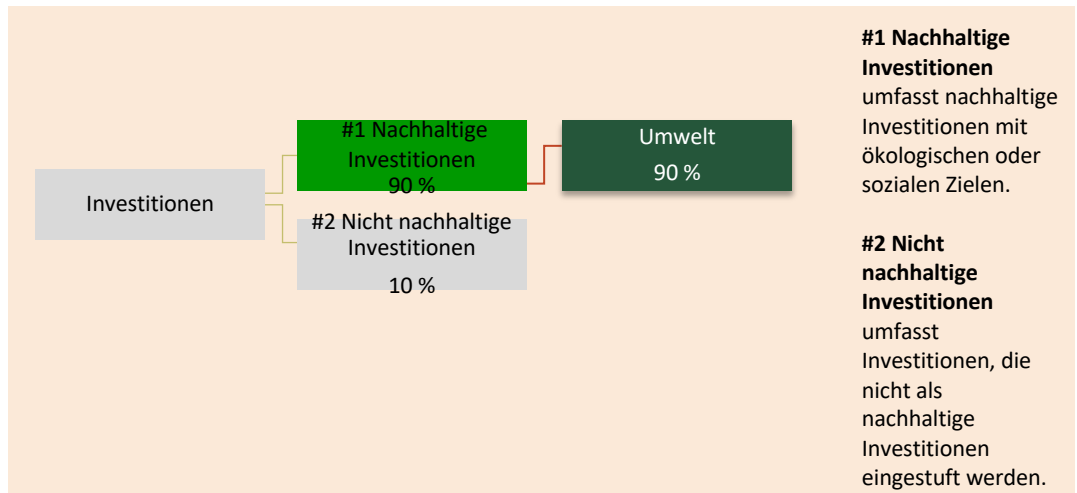 Investitionen
#1 Nachhaltige
Investitionen
90 %
#2 Nicht nachhaltige
Investitionen
10 %
Umwelt
90 %
#1 Nachhaltige
Investitionen
umfasst nachhaltige
Investitionen mit
ökologischen oder
sozialen Zielen.
#2 Nicht
nachhaltige
Investitionen
umfasst
Investitionen, die
nicht als
nachhaltige
Investitionen
eingestuft werden.